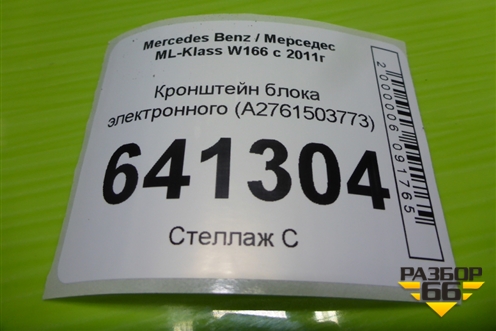 Mercedes Benz / Мерседес
ML-Klass W166 с 2011г
Кронштейн блока
электронного (A2761503773)
641304
Стеллаж С
2000006091765
РАЗБОР
66